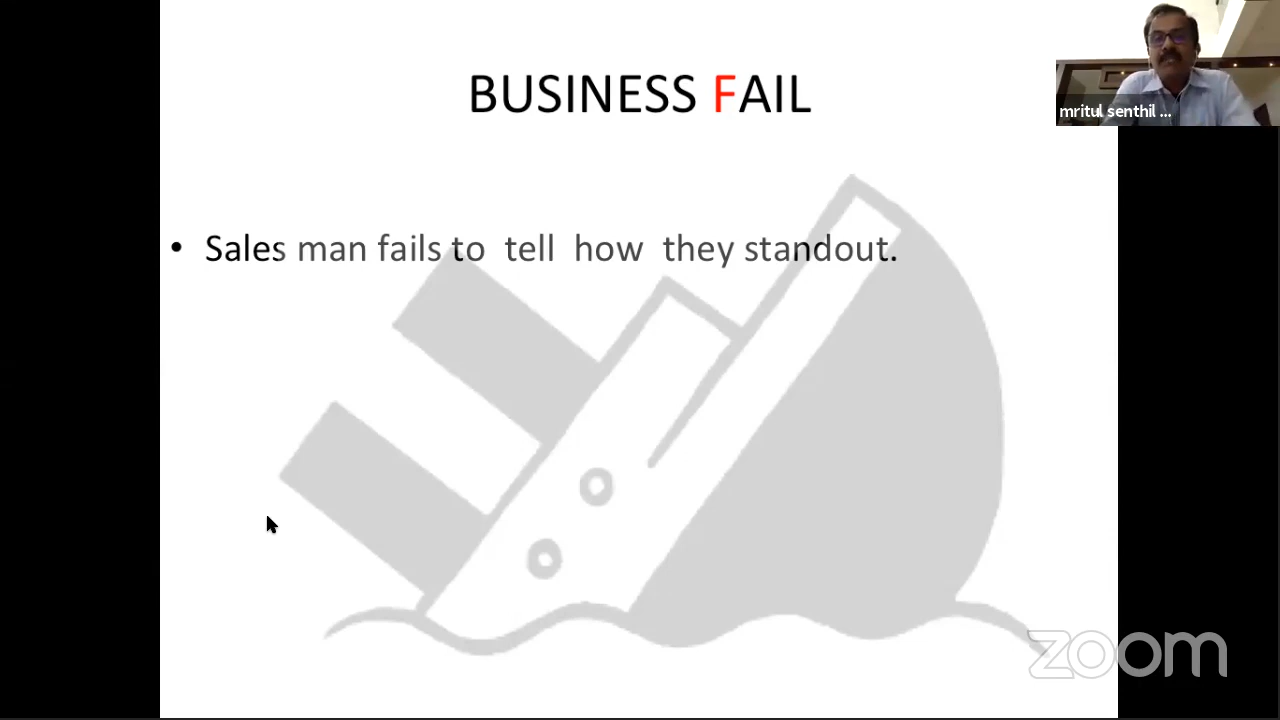 BUSINESS FAIL
mritul senthil ...
• Sales man fails to tell how they standout.
zoom